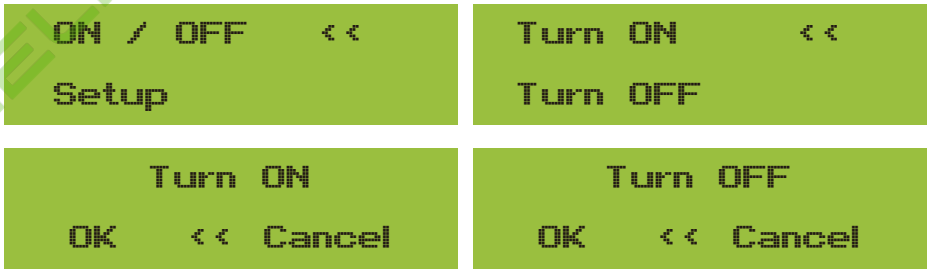 ON / OFF <<
Setup
Turn ON <<
Turn OFF
Turn ON
OK << Cancel
Turn OFF
OK << Cancel